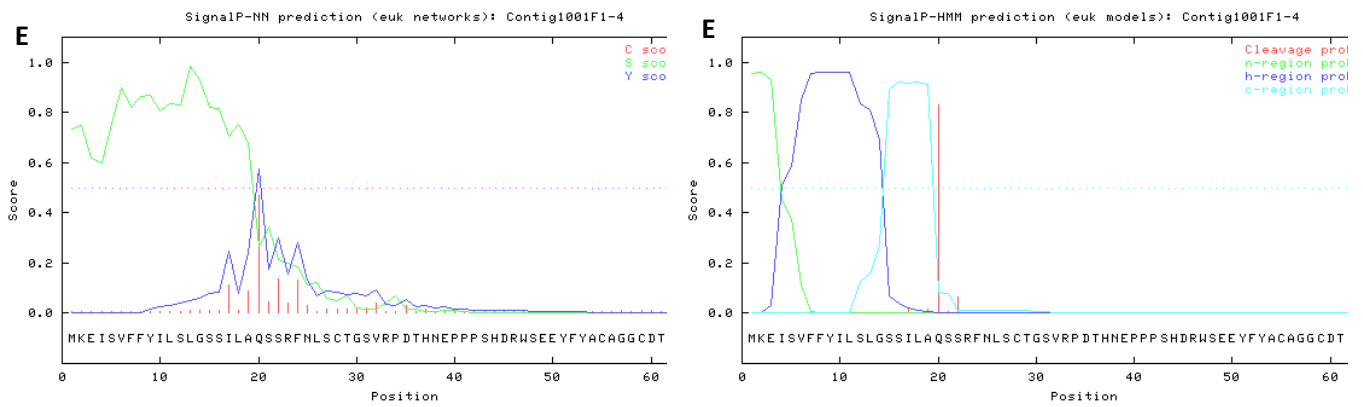 SignalP-NN prediction (euk networks): Contig1001F1-4
E
C sco
S sco
Y sco
1.0
0.8
0.6
0.4
0.2
0.0
Score
MKEISVFFYILSLGSSILAQSSRFNLSCTGSVRPDTHNEPPPSHDRWSEEYFYACAGGCDT
0 10 20 30 40 50 60
Position
SignalP-HMM prediction (euk models): Contig1001F1-4
E
Cleavage prob
n-region prob
h-region prob
c-region prob
1.0
0.8
0.6
0.4
0.2
0.0
Score
MKEISVFFYILSLGSSILAQSSRFNLSCTGSVRPDTHNEPPPSHDRWSEEYFYACAGGCDT
0 10 20 30 40 50 60
Position